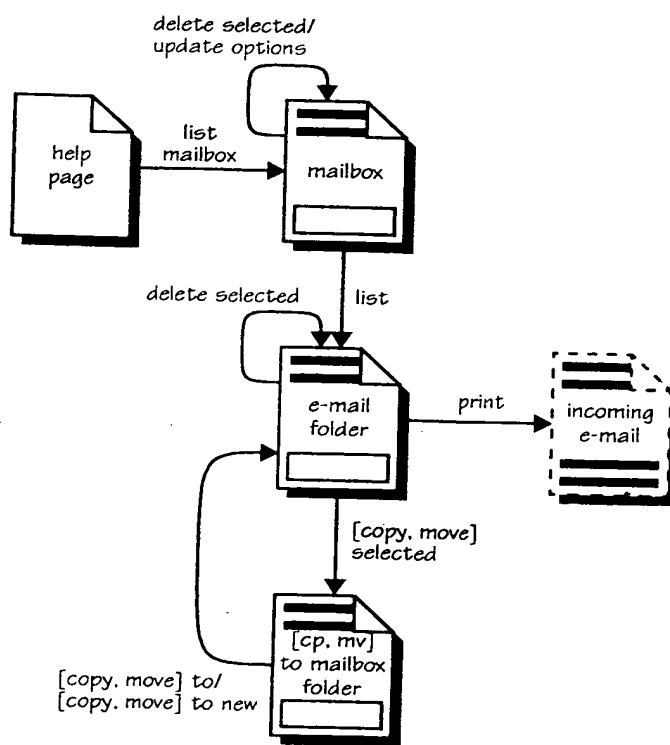 delete selected/
update options
help
page
list
mailbox
mailbox
delete selected
list
e-mail
folder
print
incoming
e-mail
[copy, move]
selected
[cp, mv]
to mailbox
folder
[copy, move] to/
[copy, move] to new